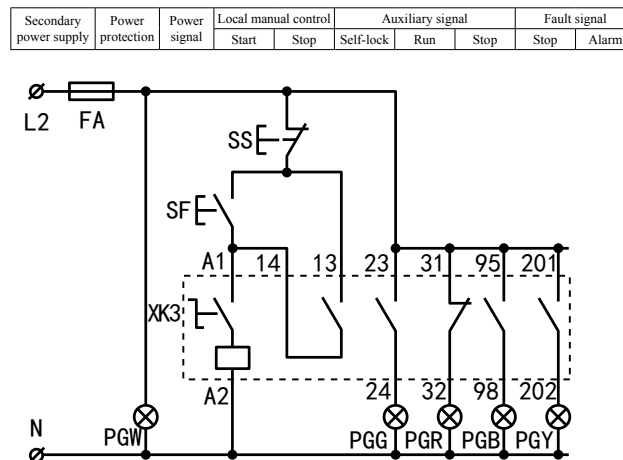 Secondary power supply
Power protection
Power signal
Local manual control
Auxiliary signal
Fault signal
Start
Stop
Self-lock
Run
Stop
Stop
Alarm
L2
FA
SS
SF
A1
14
13
23
31
95
201
XK3
A2
24
32
98
202
N
PGW
PGG
PGR
PGB
PGY